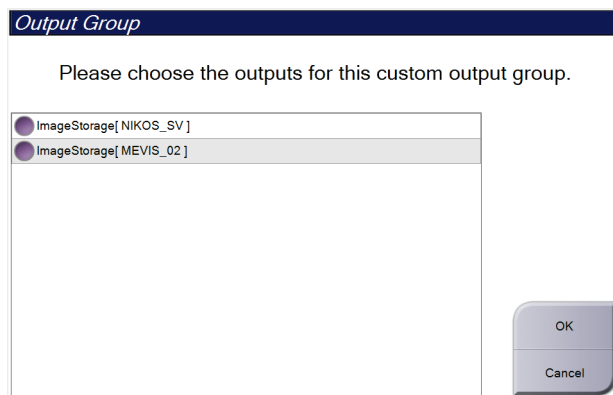 Output Group
Please choose the outputs for this custom output group.
ImageStorage[ NIKOS_SV ]
ImageStorage[ MEVIS_02 ]
OK
Cancel